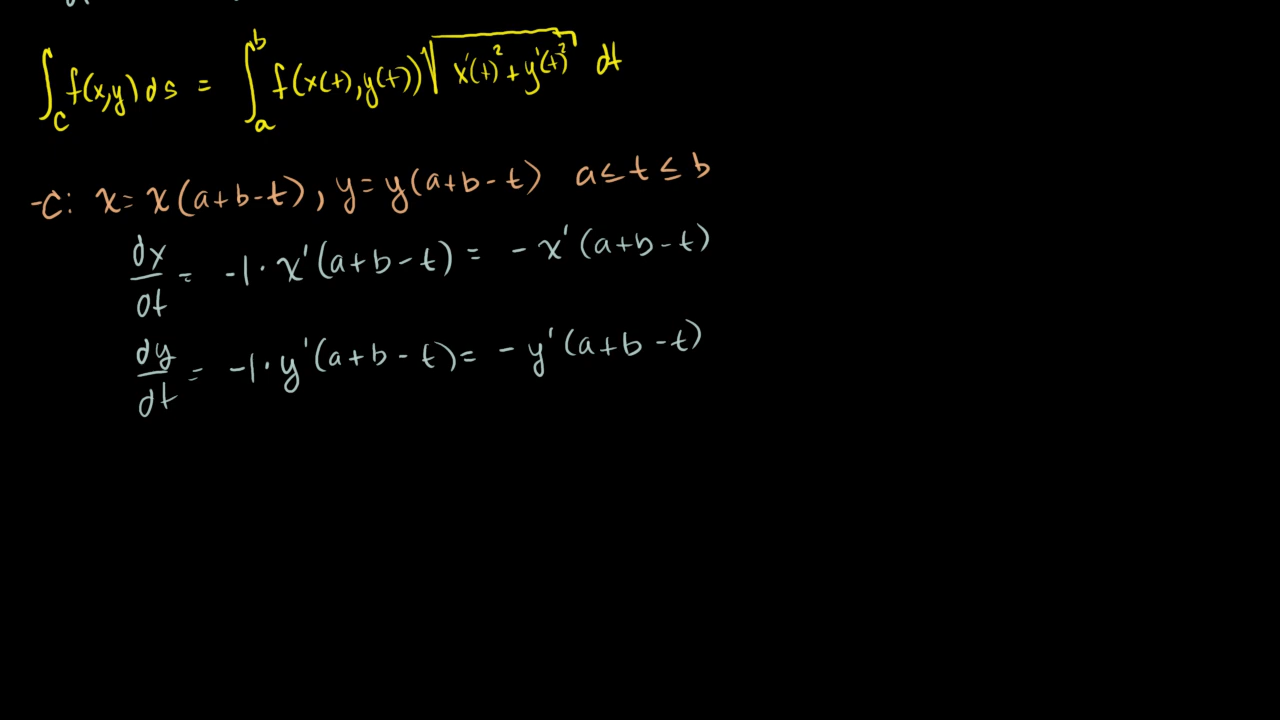 ∫_C f(x,y) ds = ∫_a^b f(x(t), y(t)) √(x'(t)² + y'(t)²) dt
-C: x = x(a+b-t), y = y(a+b-t) a ≤ t ≤ b
dx/dt = -1 · x'(a+b-t) = - x'(a+b-t)
dy/dt = -1 · y'(a+b-t) = - y'(a+b-t)